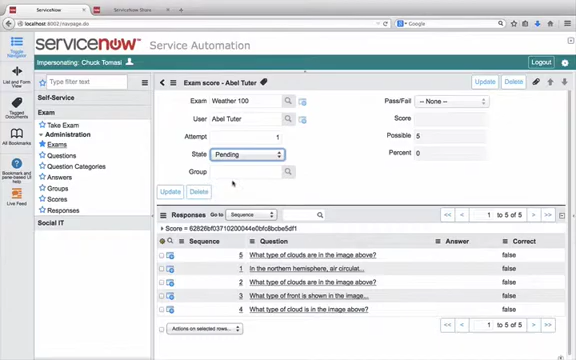 ServiceNow
ServiceNow Share
localhost:8002/navpage.do
Google
servicenow Service Automation
Impersonating: Chuck Tomasi
Logout
Toggle Navigator
List and Form View
Tagged Documents
All Bookmarks
Bookmark and pane-based UI help
Live Feed
Type filter text
Self-Service
Exam
Take Exam
Administration
Exams
Questions
Question Categories
Answers
Groups
Scores
Responses
Social IT
Exam score - Abel Tuter
Update Delete
Exam Weather 100
User Abel Tuter
Attempt 1
State Pending
Group
Pass/Fail -- None --
Score
Possible 5
Percent 0
Update Delete
Responses Go to Sequence 1 to 5 of 5
Score = 62826bf03710200044e0bfc8bcbe5df1
Sequence Question Answer Correct
5 What type of clouds are in the image above? false
1 In the northern hemisphere, air circulat... false
2 What type of clouds are in the image above? false
3 What type of front is shown in the image... false
4 What type of cloud is in the image above? false
Actions on selected rows... 1 to 5 of 5